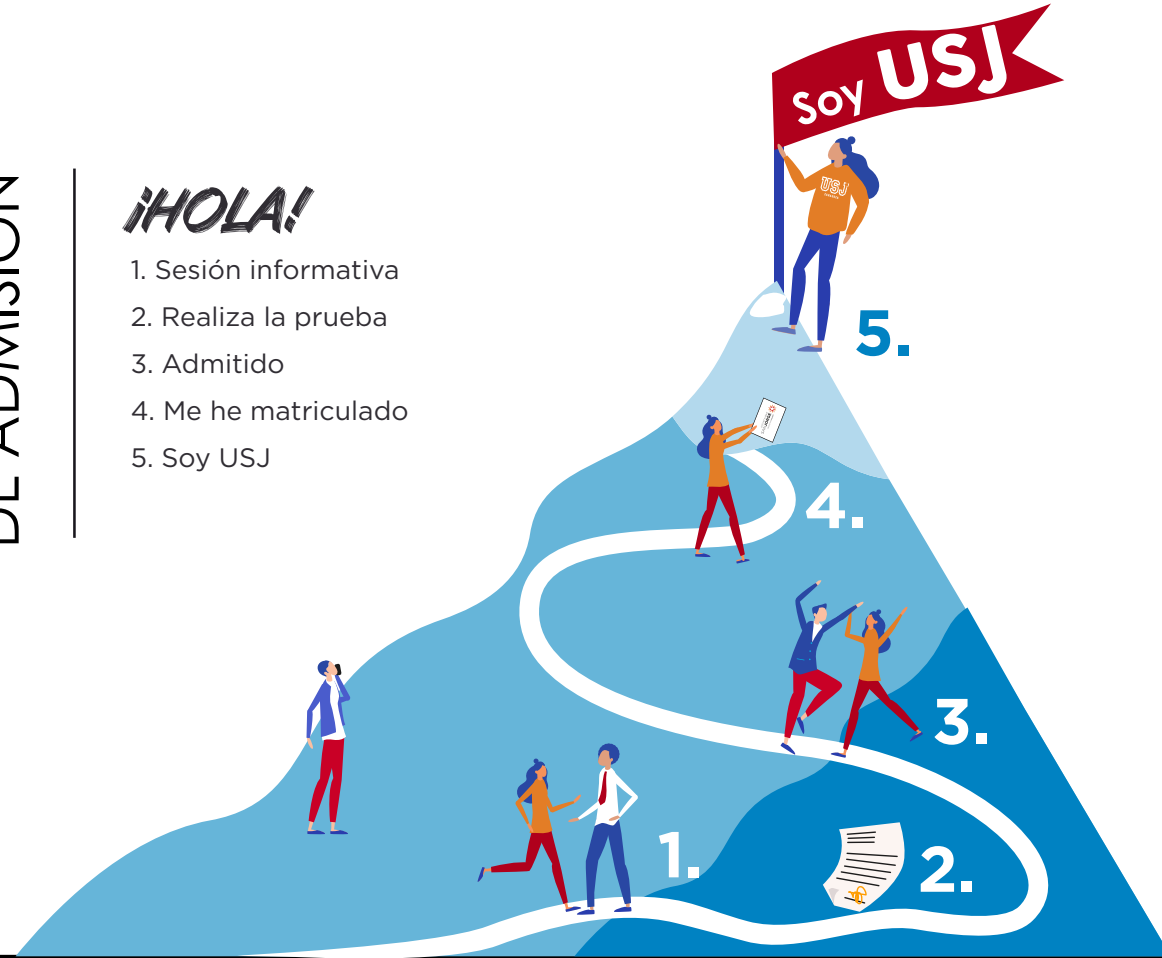 DE ADMISIÓN
¡HOLA!
1. Sesión informativa
2. Realiza la prueba
3. Admitido
4. Me he matriculado
5. Soy USJ
Soy USJ
USJ
5.
4.
3.
1.
2.